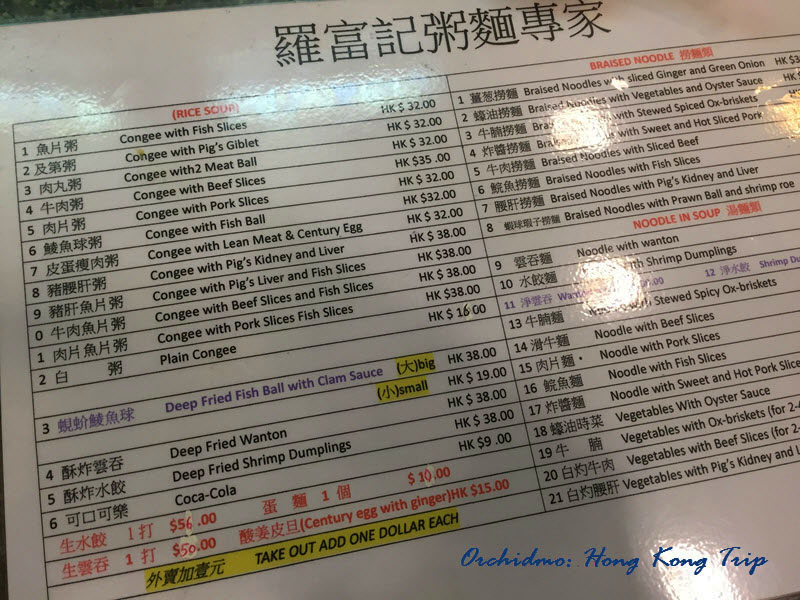 羅富記粥麵專家
(RICE SOUP)
1 魚片粥 Congee with Fish Slices HK $ 32.00
2 及第粥 Congee with Pig's Giblet HK $ 32.00
3 肉丸粥 Congee with2 Meat Ball HK $ 32.00
4 牛肉粥 Congee with Beef Slices HK $35 .00
5 肉片粥 Congee with Pork Slices HK $ 32.00
6 鯪魚球粥 Congee with Fish Ball HK $32.00
7 皮蛋瘦肉粥 Congee with Lean Meat & Century Egg HK $ 32.00
8 豬腰肝粥 Congee with Pig's Kidney and Liver HK $ 38.00
9 豬肝魚片粥 Congee with Pig's Liver and Fish Slices HK $38.00
0 牛肉魚片粥 Congee with Beef Slices and Fish Slices HK $ 38.00
1 肉片魚片粥 Congee with Pork Slices Fish Slices HK $38.00
2 白 粥 Plain Congee HK $ 16 00
3 蜆蚧鯪魚球 Deep Fried Fish Ball with Clam Sauce (大)big HK 38.00
(小)small HK $ 19.00
4 酥炸雲吞 Deep Fried Wanton HK $ 38.00
5 酥炸水餃 Deep Fried Shrimp Dumplings HK $ 38.00
6 可口可樂 Coca-Cola HK $9 .00
生水餃 1 打 $56 .00 蛋 麵 1 個 $ 10.00
生雲吞 1 打 $50.00 酸姜皮旦(Century egg with ginger)HK $15.00
外賣加壹元 TAKE OUT ADD ONE DOLLAR EACH
BRAISED NOODLE 撈麵類
1 薑葱撈麵 Braised Noodles with sliced Ginger and Green Onion HK $
2 蠔油撈麵 Braised Noodles with Vegetables and Oyster Sauce HK $
3 牛腩撈麵 Braised Noodles with Stewed Spiced Ox-briskets HK
4 炸醬撈麵 Braised Noodles with Sweet and Hot Sliced Pork
5 牛肉撈麵 Braised Noodles with Sliced Beef
6 鯇魚撈麵 Braised Noodles with Fish Slices
7 腰肝撈麵 Braised Noodles with Pig's Kidney and Liver
8 蝦球蝦子撈麵 Braised Noodles with Prawn Ball and shrimp roe
NOODLE IN SOUP 湯麵類
9 雲吞麵 Noodle with wanton
10 水餃麵 with Shrimp Dumplings
11 淨雲吞 .00 12 淨水餃 Shrimp
13 牛腩麵 Stewed Spicy Ox-briskets
14 滑牛麵 Noodle with Beef Slices
15 肉片麵 Noodle with Pork Slices
16 鯇魚麵 Noodle with Fish Slices
17 炸醬麵 Noodle with Sweet and Hot Pork Slice
18 蠔油時菜 Vegetables With Oyster Sauce
19 牛 腩 Vegetables with Ox-briskets (for 2-
20 白灼牛肉 Vegetables with Beef Slices (for 2-
21 白灼腰肝 Vegetables with Pig's Kidney and
Orchidmo: Hong Kong Trip